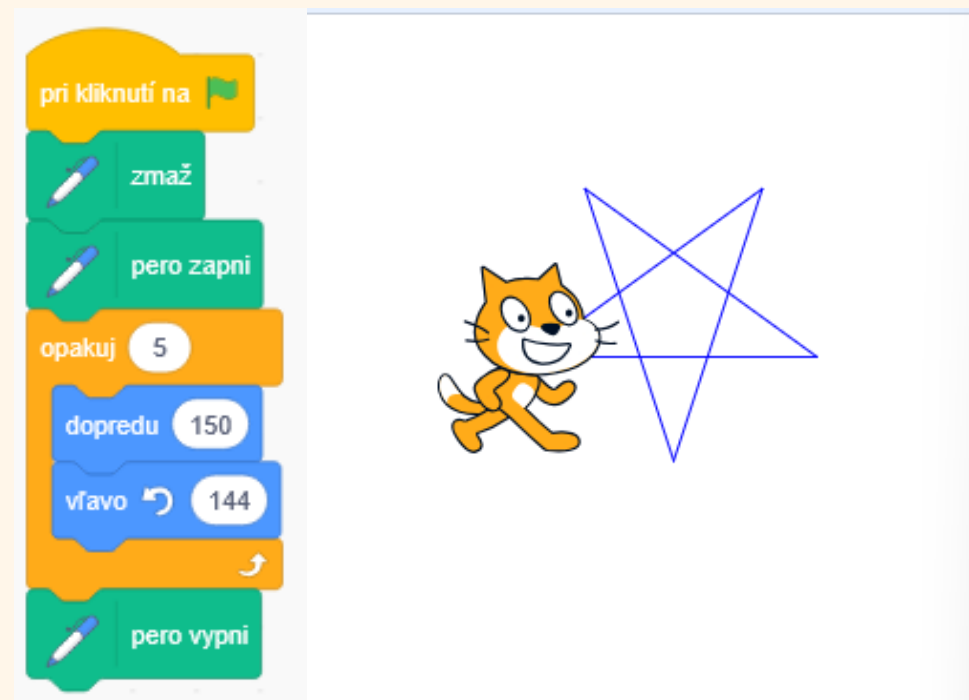 pri kliknutí na
zmaž
pero zapni
opakuj 5
dopredu 150
vľavo 144
pero vypni